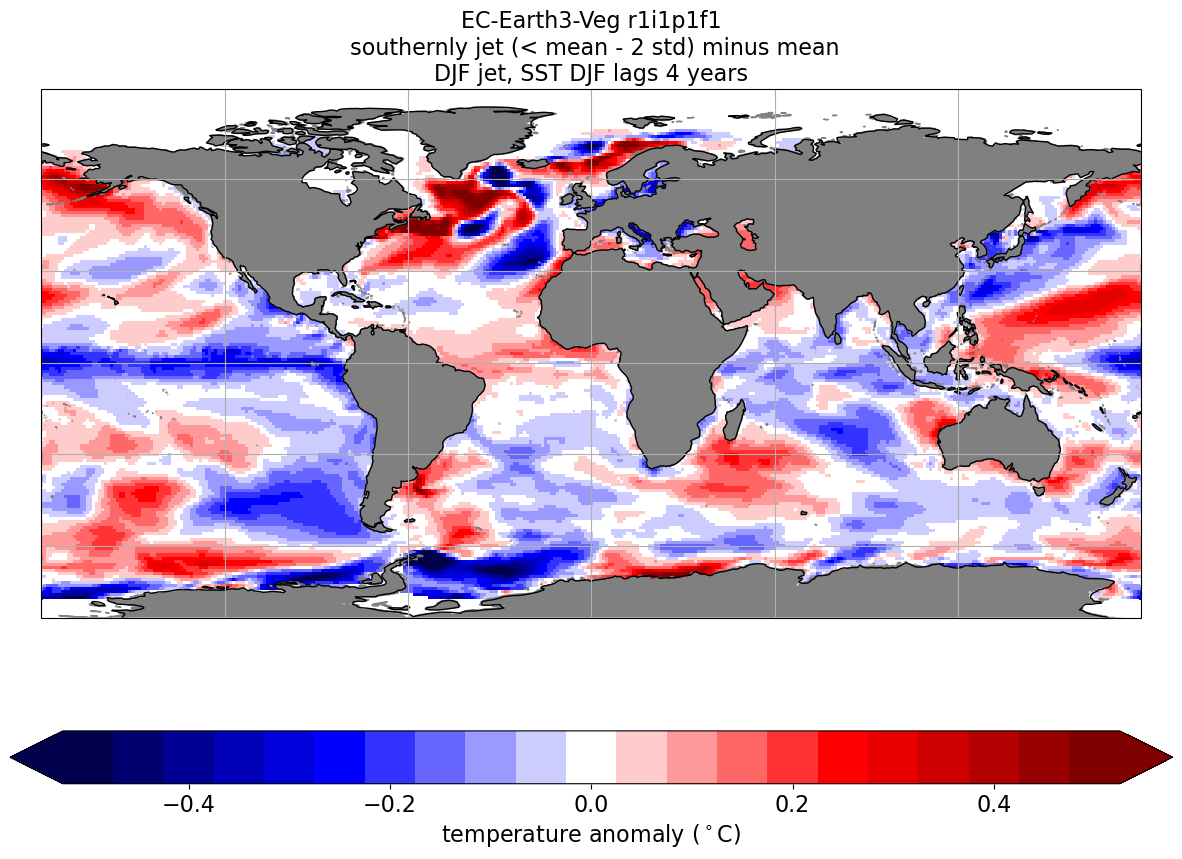 EC-Earth3-Veg r1i1p1f1
southernly jet (< mean - 2 std) minus mean
DJF jet, SST DJF lags 4 years
−0.4 −0.2 0.0 0.2 0.4
temperature anomaly (°C)